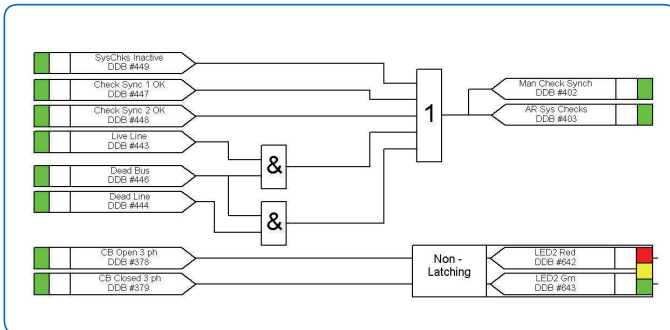 SysChks Inactive
DDB #449
Check Sync 1 OK
DDB #447
Check Sync 2 OK
DDB #448
Live Line
DDB #443
Dead Bus
DDB #446
Dead Line
DDB #444
&
&
1
Man Check Synch
DDB #402
AR Sys Checks
DDB #403
CB Open 3 ph
DDB #378
CB Closed 3 ph
DDB #379
Non -
Latching
LED2 Red
DDB #642
LED2 Grn
DDB #643